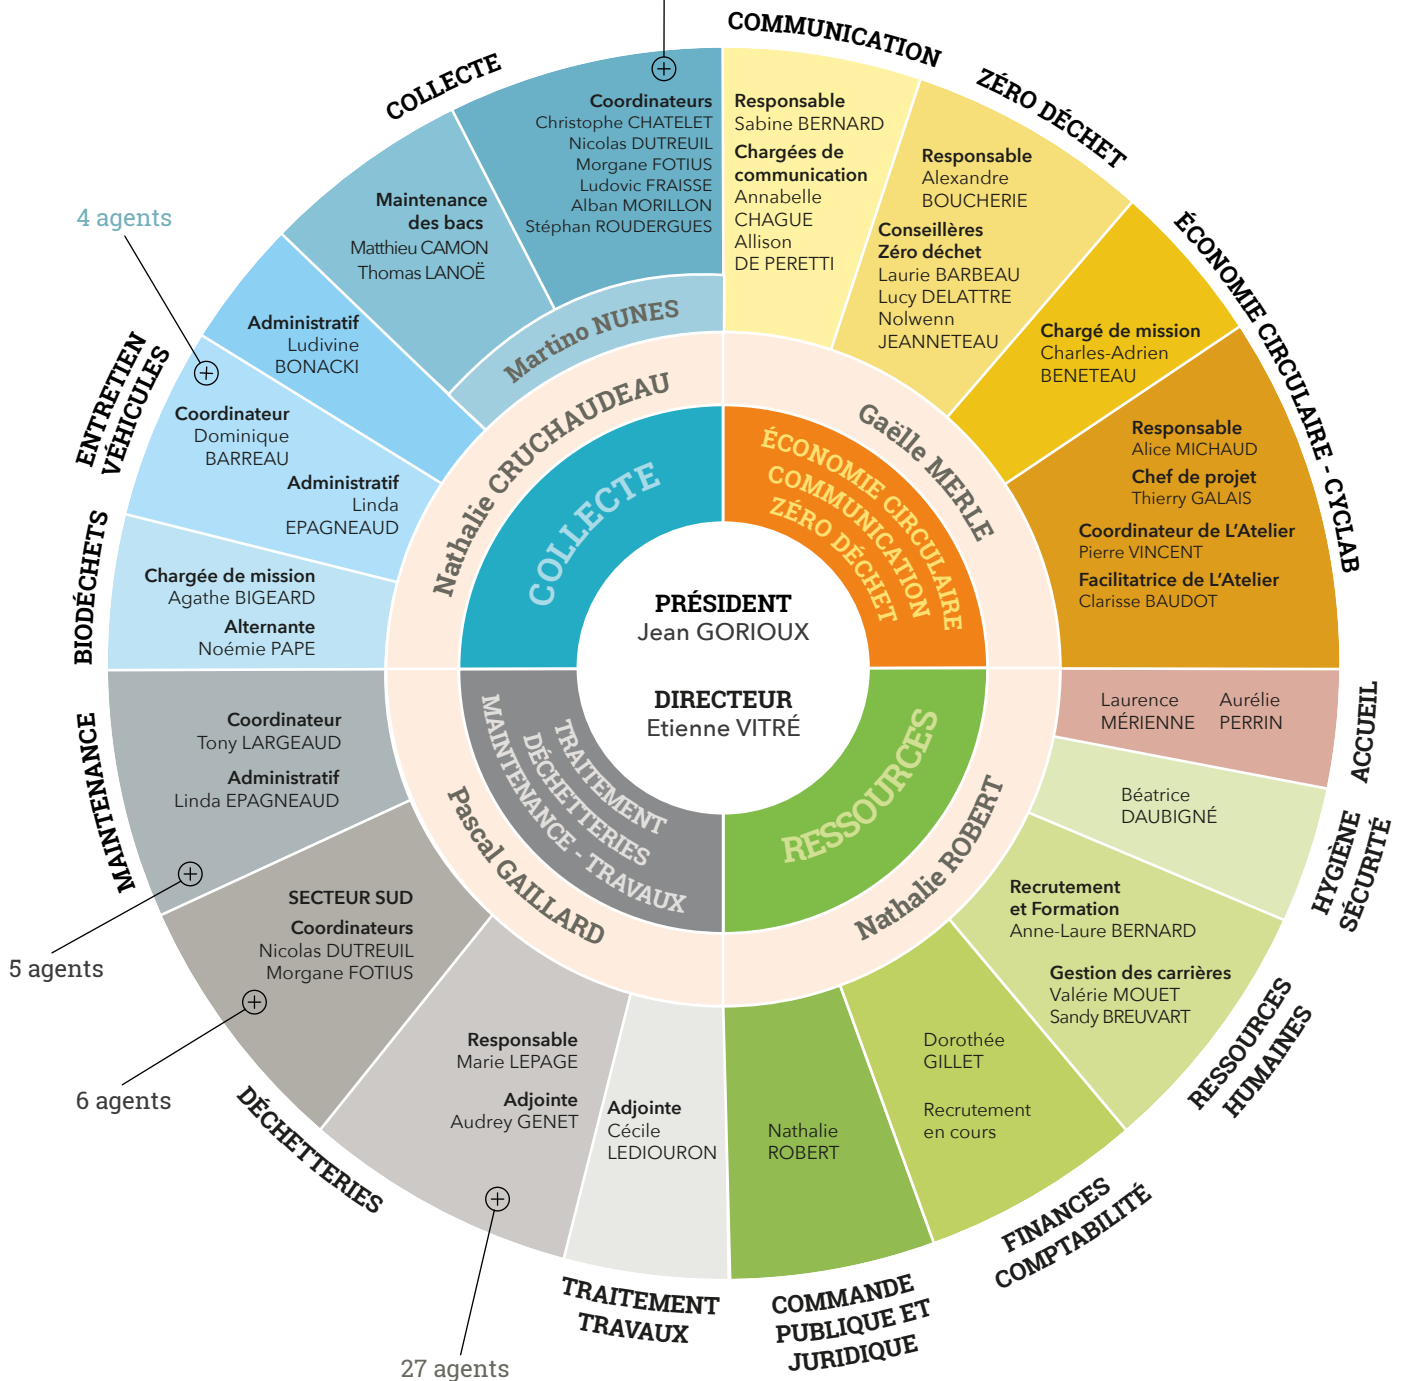 PRÉSIDENT
Jean GORIOUX
DIRECTEUR
Etienne VITRÉ
COLLECTE
Nathalie CRUCHAUDEAU
Martino NUNES
COLLECTE
Coordinateurs
Christophe CHATELET
Nicolas DUTREUIL
Morgane FOTIUS
Ludovic FRAISSE
Alban MORILLON
Stéphan ROUDERGUES
Maintenance
des bacs
Matthieu CAMON
Thomas LANOË
Administratif
Ludivine
BONACKI
4 agents
ENTRETIEN
VÉHICULES
Coordinateur
Dominique
BARREAU
Administratif
Linda
EPAGNEAUD
BIODÉCHETS
Chargée de mission
Agathe BIGEARD
Alternante
Noémie PAPE
ÉCONOMIE CIRCULAIRE
COMMUNICATION
ZÉRO DÉCHET
Gaëlle MERLE
COMMUNICATION
Responsable
Sabine BERNARD
Chargées de
communication
Annabelle
CHAGUE
Allison
DE PERETTI
ZÉRO DÉCHET
Responsable
Alexandre
BOUCHERIE
Conseillères
Zéro déchet
Laurie BARBEAU
Lucy DELATTRE
Nolwenn
JEANNETEAU
ÉCONOMIE CIRCULAIRE - CYCLAB
Chargé de mission
Charles-Adrien
BENETEAU
Responsable
Alice MICHAUD
Chef de projet
Thierry GALAIS
Coordinateur de L'Atelier
Pierre VINCENT
Facilitatrice de L'Atelier
Clarisse BAUDOT
RESSOURCES
Nathalie ROBERT
ACCUEIL
Laurence
MÉRIENNE
Aurélie
PERRIN
HYGIÈNE
SÉCURITÉ
Béatrice
DAUBIGNÉ
RESSOURCES
HUMAINES
Recrutement
et Formation
Anne-Laure BERNARD
Gestion des carrières
Valérie MOUET
Sandy BREUVART
FINANCES
COMPTABILITÉ
Dorothée
GILLET
Recrutement
en cours
COMMANDE
PUBLIQUE ET
JURIDIQUE
Nathalie
ROBERT
TRAITEMENT
DÉCHETTERIES
MAINTENANCE - TRAVAUX
Pascal GAILLARD
MAINTENANCE
Coordinateur
Tony LARGEAUD
Administratif
Linda EPAGNEAUD
5 agents
DÉCHETTERIES
SECTEUR SUD
Coordinateurs
Nicolas DUTREUIL
Morgane FOTIUS
6 agents
Responsable
Marie LEPAGE
Adjointe
Audrey GENET
27 agents
TRAITEMENT
TRAVAUX
Adjointe
Cécile
LEDIOURON